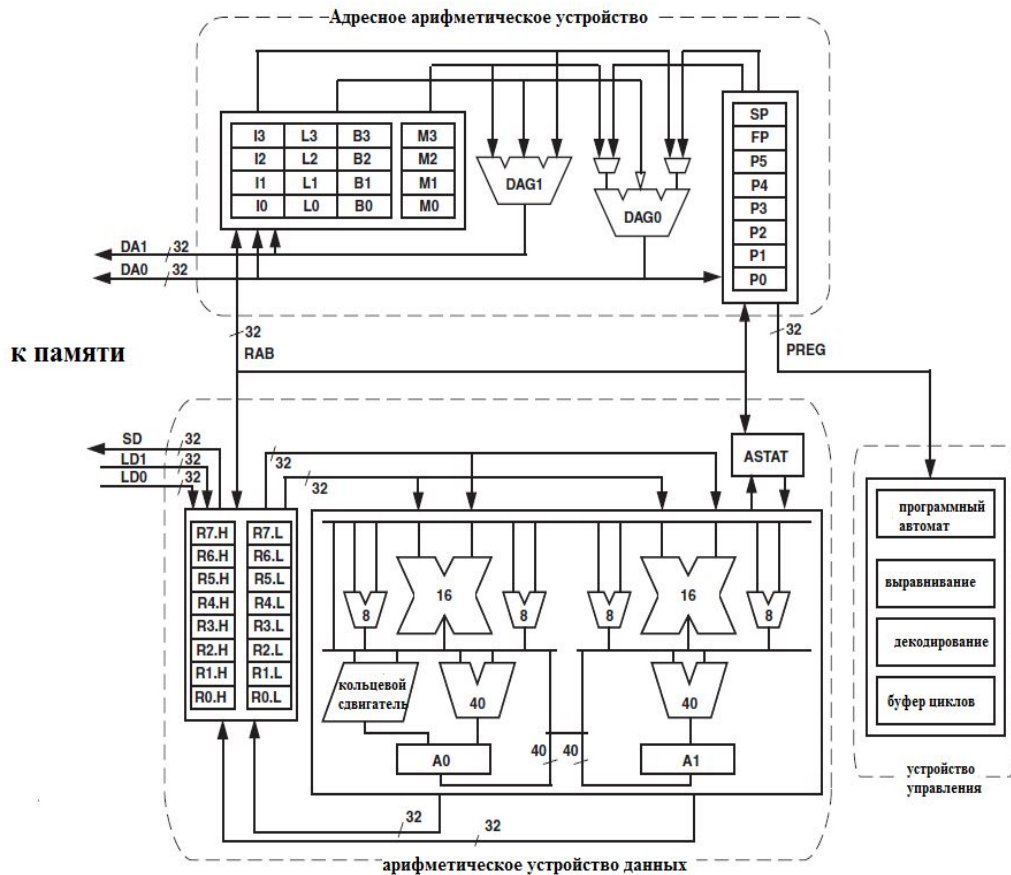 Адресное арифметическое устройство
I3 L3 B3 M3
I2 L2 B2 M2
I1 L1 B1 M1
I0 L0 B0 M0
DAG1
DAG0
SP
FP
P5
P4
P3
P2
P1
P0
DA1 32
DA0 32
32
RAB
32
PREG
к памяти
SD 32
LD1 32
LD0 32
32
32
ASTAT
R7.H R7.L
R6.H R6.L
R5.H R5.L
R4.H R4.L
R3.H R3.L
R2.H R2.L
R1.H R1.L
R0.H R0.L
8 16 8 8 16 8
кольцевой
сдвигатель
40
40
A0
40 40
A1
32
32
арифметическое устройство данных
программный
автомат
выравнивание
декодирование
буфер циклов
устройство
управления